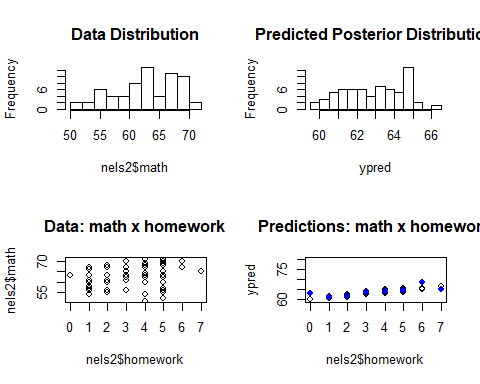 Data Distribution
Frequency
0 6
50 55 60 65 70
nels2$math
Predicted Posterior Distributio
Frequency
0 6
60 62 64 66
ypred
Data: math x homework
nels2$math
55 70
0 1 2 3 4 5 6 7
nels2$homework
Predictions: math x homewor
ypred
60 75
0 1 2 3 4 5 6 7
nels2$homework